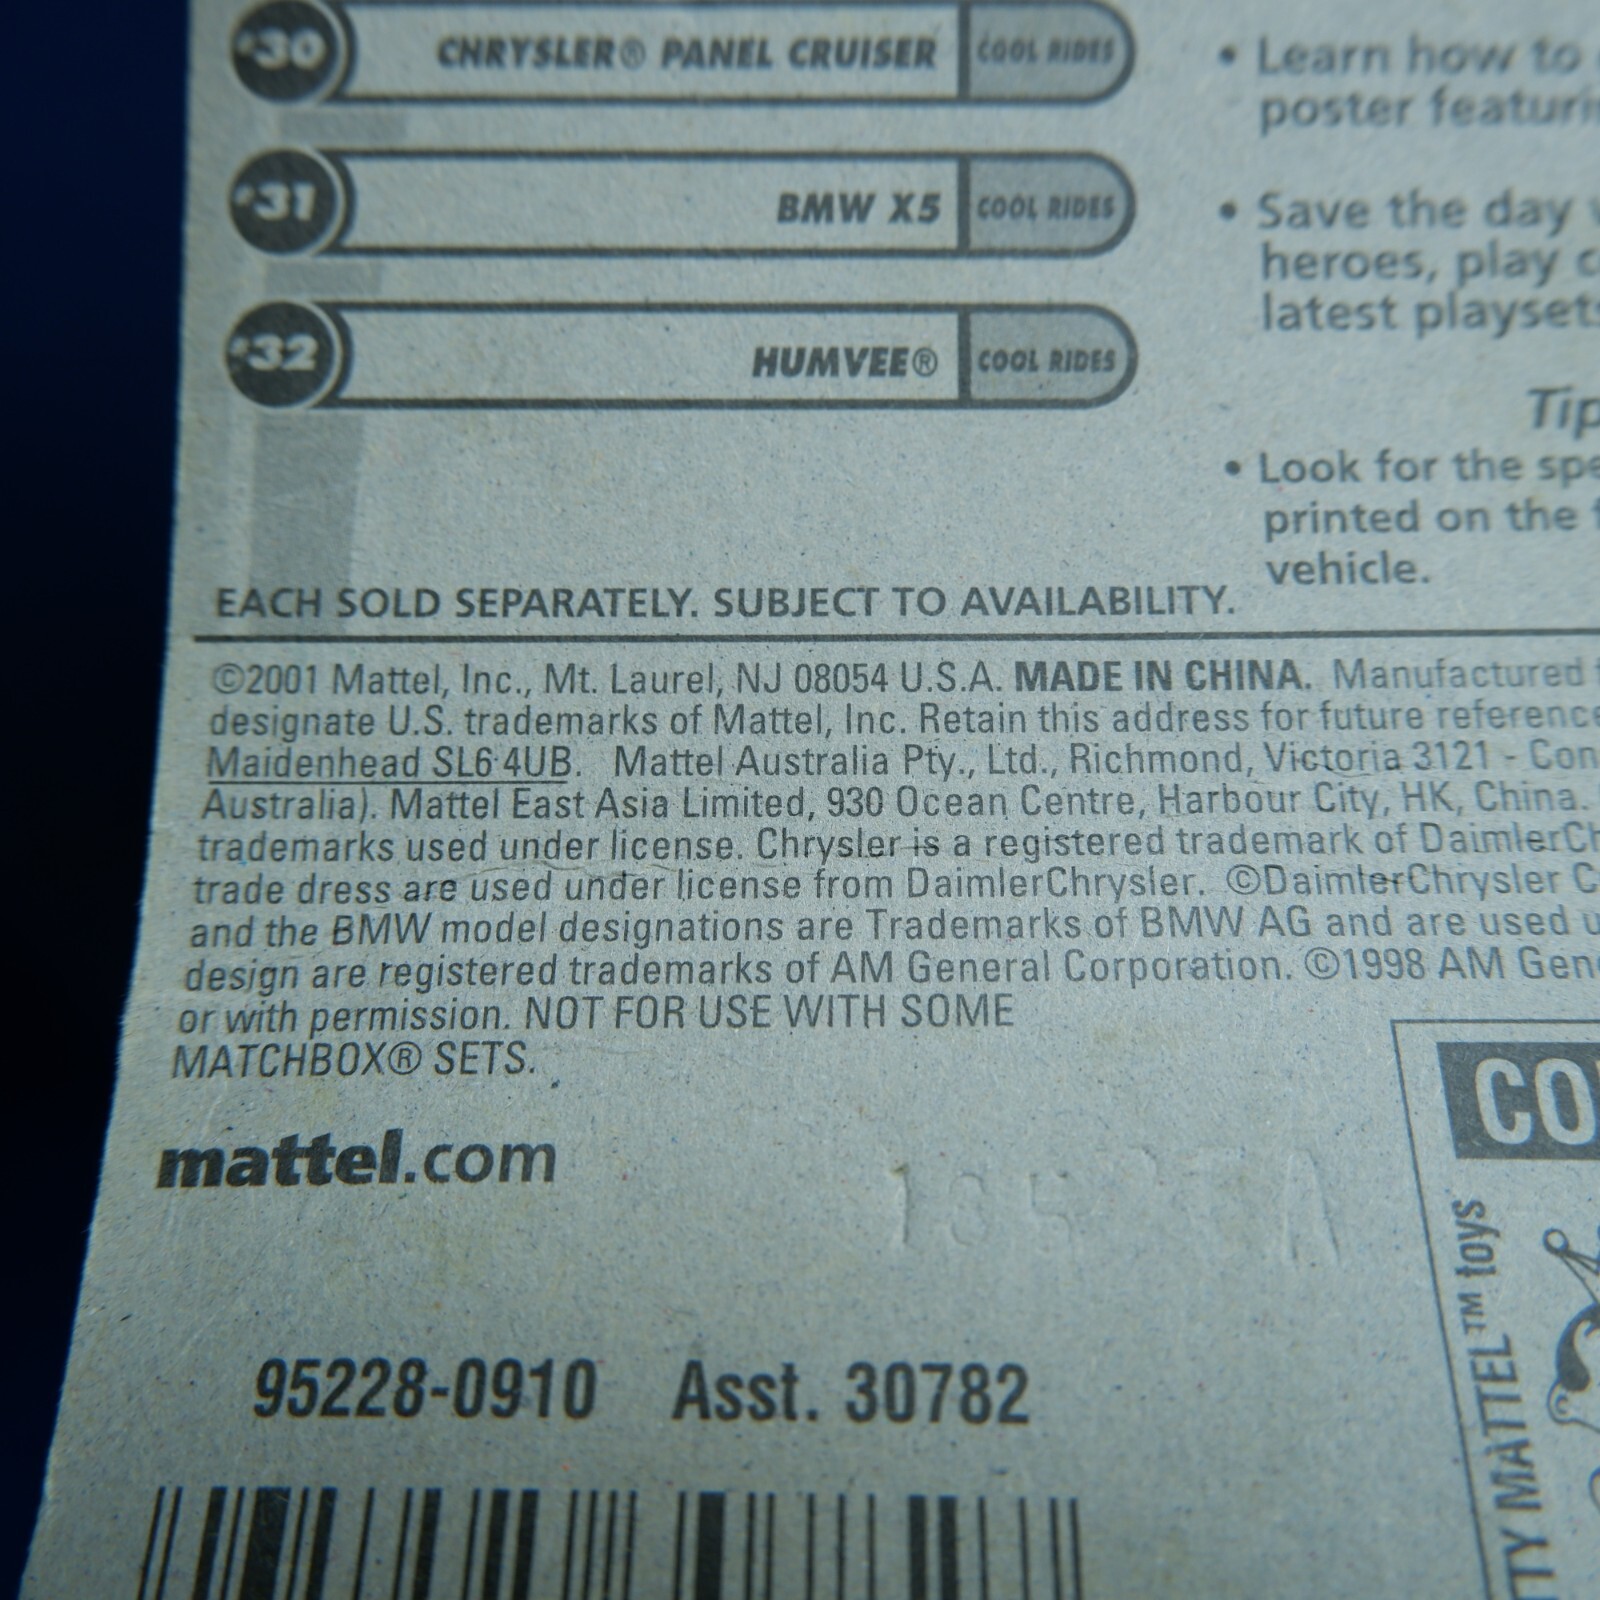 #30 CHRYSLER® PANEL CRUISER COOL RIDES
#31 BMW X5 COOL RIDES
#32 HUMVEE® COOL RIDES
• Learn how to
poster featuri
• Save the day
heroes, play c
latest playsets
Tip
• Look for the spe
printed on the
vehicle.
EACH SOLD SEPARATELY. SUBJECT TO AVAILABILITY.
©2001 Mattel, Inc., Mt. Laurel, NJ 08054 U.S.A. MADE IN CHINA. Manufactured
designate U.S. trademarks of Mattel, Inc. Retain this address for future reference
Maidenhead SL6 4UB. Mattel Australia Pty., Ltd., Richmond, Victoria 3121 - Con
Australia). Mattel East Asia Limited, 930 Ocean Centre, Harbour City, HK, China.
trademarks used under license. Chrysler is a registered trademark of DaimlerCh
trade dress are used under license from DaimlerChrysler. ©DaimlerChrysler C
and the BMW model designations are Trademarks of BMW AG and are used u
design are registered trademarks of AM General Corporation. ©1998 AM Gen
or with permission. NOT FOR USE WITH SOME
MATCHBOX® SETS.
mattel.com
95228-0910 Asst. 30782
CO
TY MATTEL™ toys